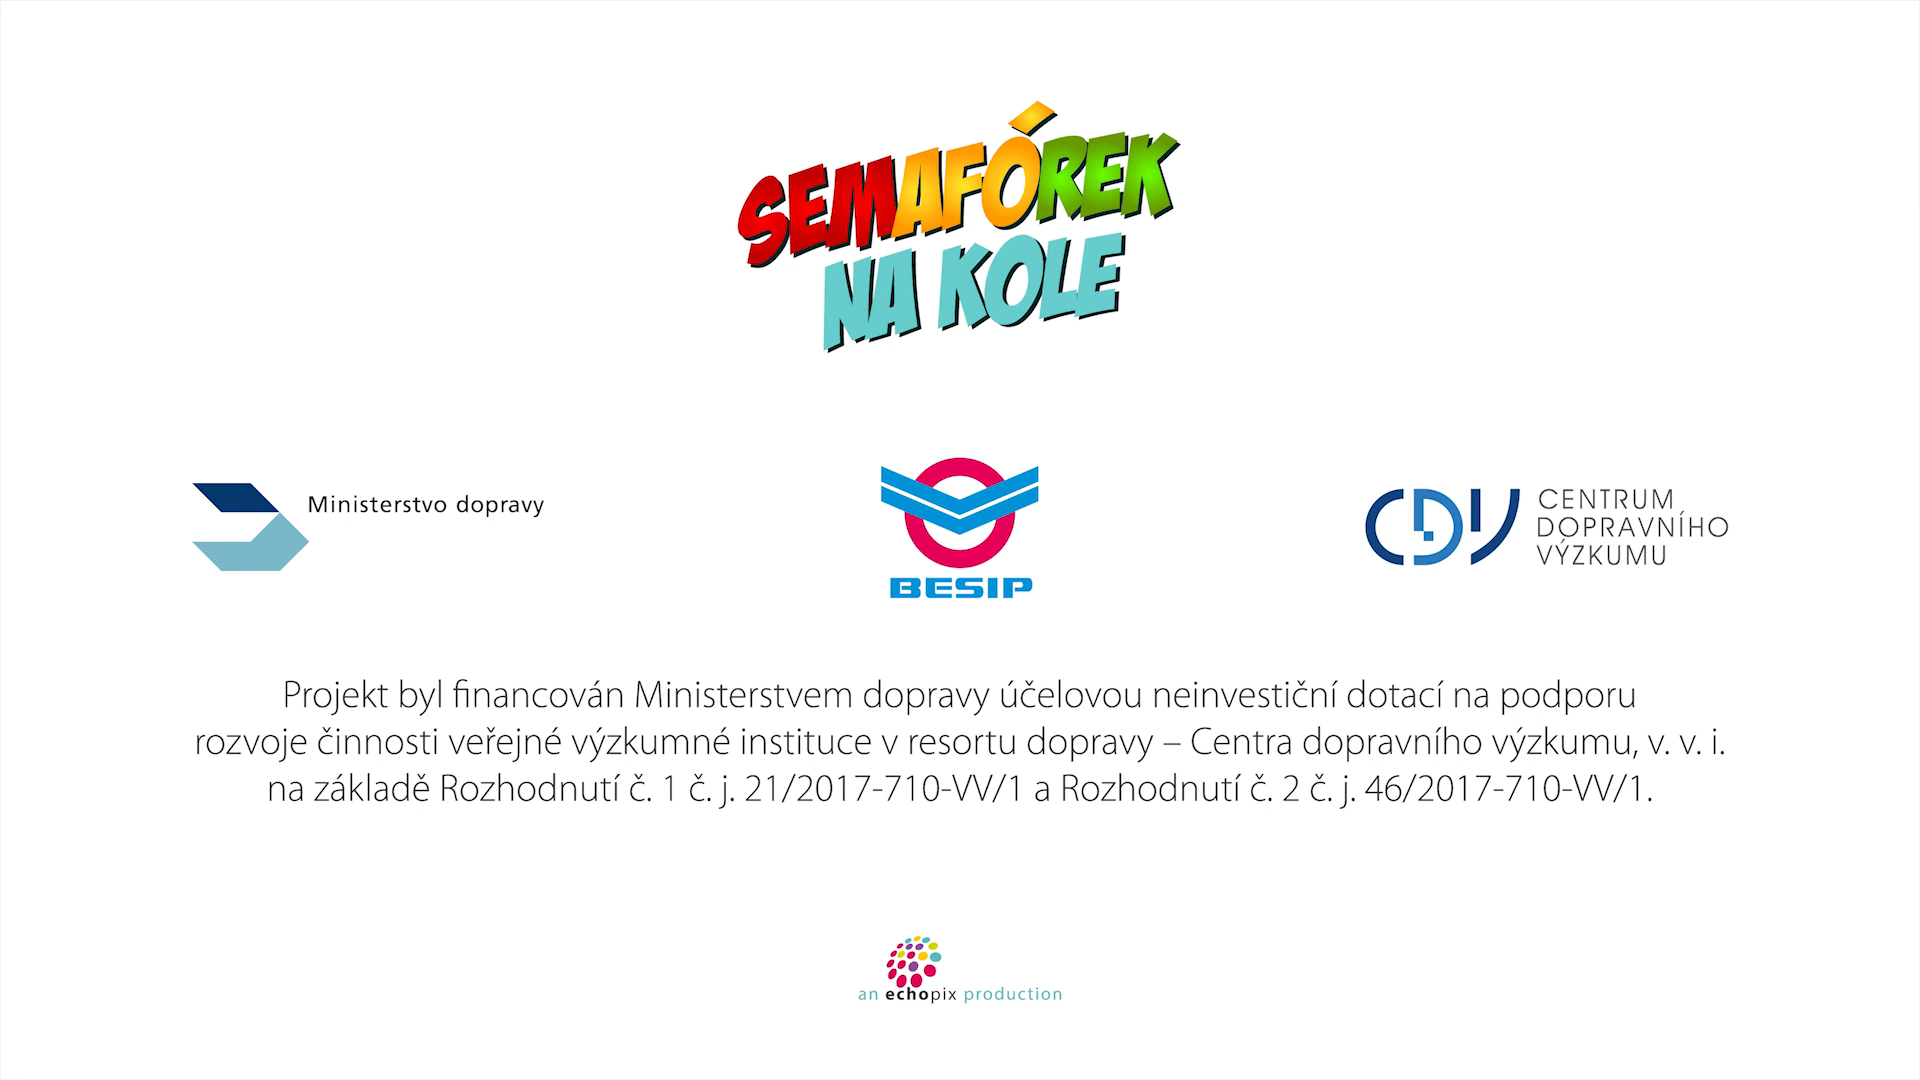 SEMAFÓREK
NA KOLE
Ministerstvo dopravy
BESIP
CDV
CENTRUM
DOPRAVNÍHO
VÝZKUMU
Projekt byl financován Ministerstvem dopravy účelovou neinvestiční dotací na podporu
rozvoje činnosti veřejné výzkumné instituce v resortu dopravy – Centra dopravního výzkumu, v. v. i.
na základě Rozhodnutí č. 1 č. j. 21/2017-710-VV/1 a Rozhodnutí č. 2 č. j. 46/2017-710-VV/1.
an echopix production